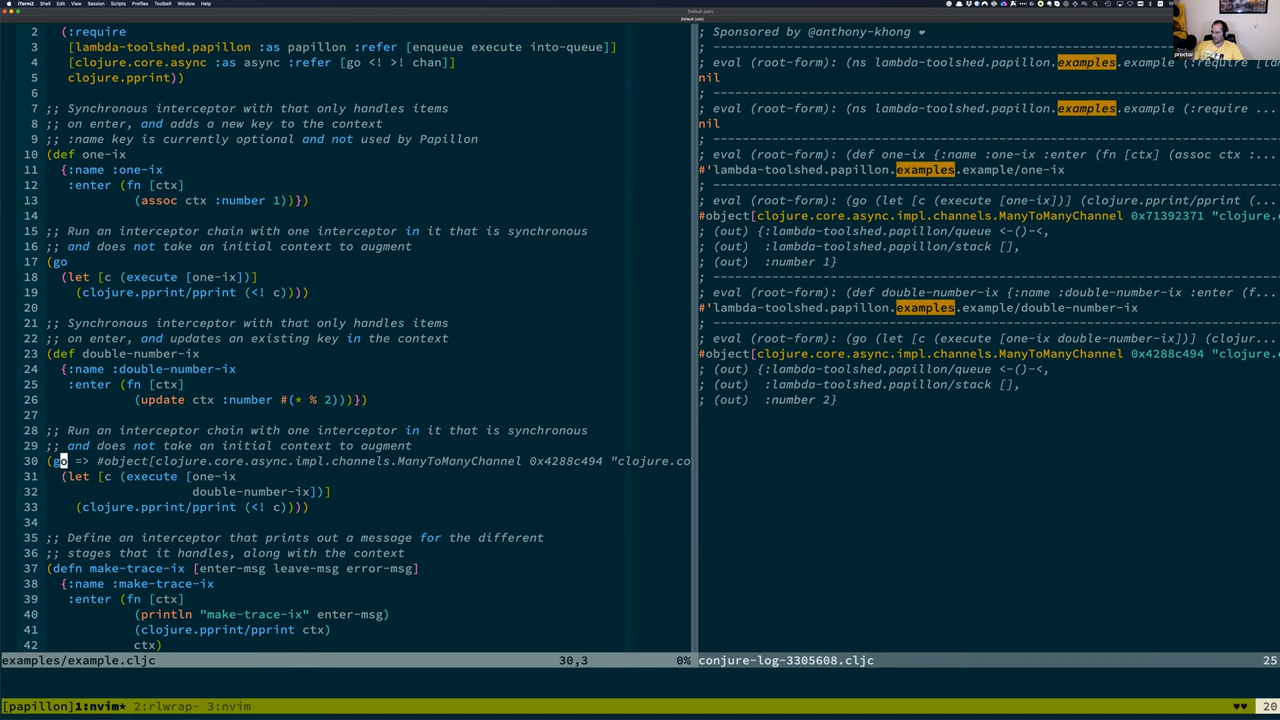 iTerm2 Shell Edit View Session Scripts Profiles Toolbelt Window Help
Default (ssh)
Default (ssh)
2 (:require
3 [lambda-toolshed.papillon :as papillon :refer [enqueue execute into-queue]]
4 [clojure.core.async :as async :refer [go <! >! chan]]
5 clojure.pprint))
6
7 ;; Synchronous interceptor with that only handles items
8 ;; on enter, and adds a new key to the context
9 ;; :name key is currently optional and not used by Papillon
10 (def one-ix
11 {:name :one-ix
12 :enter (fn [ctx]
13 (assoc ctx :number 1))})
14
15 ;; Run an interceptor chain with one interceptor in it that is synchronous
16 ;; and does not take an initial context to augment
17 (go
18 (let [c (execute [one-ix])]
19 (clojure.pprint/pprint (<! c))))
20
21 ;; Synchronous interceptor with that only handles items
22 ;; on enter, and updates an existing key in the context
23 (def double-number-ix
24 {:name :double-number-ix
25 :enter (fn [ctx]
26 (update ctx :number #(* % 2)))})
27
28 ;; Run an interceptor chain with one interceptor in it that is synchronous
29 ;; and does not take an initial context to augment
30 (go => #object[clojure.core.async.impl.channels.ManyToManyChannel 0x4288c494 "clojure.co
31 (let [c (execute [one-ix
32 double-number-ix])]
33 (clojure.pprint/pprint (<! c))))
34
35 ;; Define an interceptor that prints out a message for the different
36 ;; stages that it handles, along with the context
37 (defn make-trace-ix [enter-msg leave-msg error-msg]
38 {:name :make-trace-ix
39 :enter (fn [ctx]
40 (println "make-trace-ix" enter-msg)
41 (clojure.pprint/pprint ctx)
42 ctx)
examples/example.cljc 30,3 0%
; Sponsored by @anthony-khong ❤
; --------------------------------------------------------------------------------
; eval (root-form): (ns lambda-toolshed.papillon.examples.example (:require [lam
nil
; --------------------------------------------------------------------------------
; eval (root-form): (ns lambda-toolshed.papillon.examples.example (:require ...
nil
; --------------------------------------------------------------------------------
; eval (root-form): (def one-ix {:name :one-ix :enter (fn [ctx] (assoc ctx :...
#'lambda-toolshed.papillon.examples.example/one-ix
; --------------------------------------------------------------------------------
; eval (root-form): (go (let [c (execute [one-ix])] (clojure.pprint/pprint (...
#object[clojure.core.async.impl.channels.ManyToManyChannel 0x71392371 "clojure.c
; (out) {:lambda-toolshed.papillon/queue <-()-<,
; (out) :lambda-toolshed.papillon/stack [],
; (out) :number 1}
; --------------------------------------------------------------------------------
; eval (root-form): (def double-number-ix {:name :double-number-ix :enter (f...
#'lambda-toolshed.papillon.examples.example/double-number-ix
; --------------------------------------------------------------------------------
; eval (root-form): (go (let [c (execute [one-ix double-number-ix])] (clojur...
#object[clojure.core.async.impl.channels.ManyToManyChannel 0x4288c494 "clojure.c
; (out) {:lambda-toolshed.papillon/queue <-()-<,
; (out) :lambda-toolshed.papillon/stack [],
; (out) :number 2}
conjure-log-3305608.cljc 25
proctor
[papillon]1:nvim* 2:rlwrap- 3:nvim ♥♥ 20